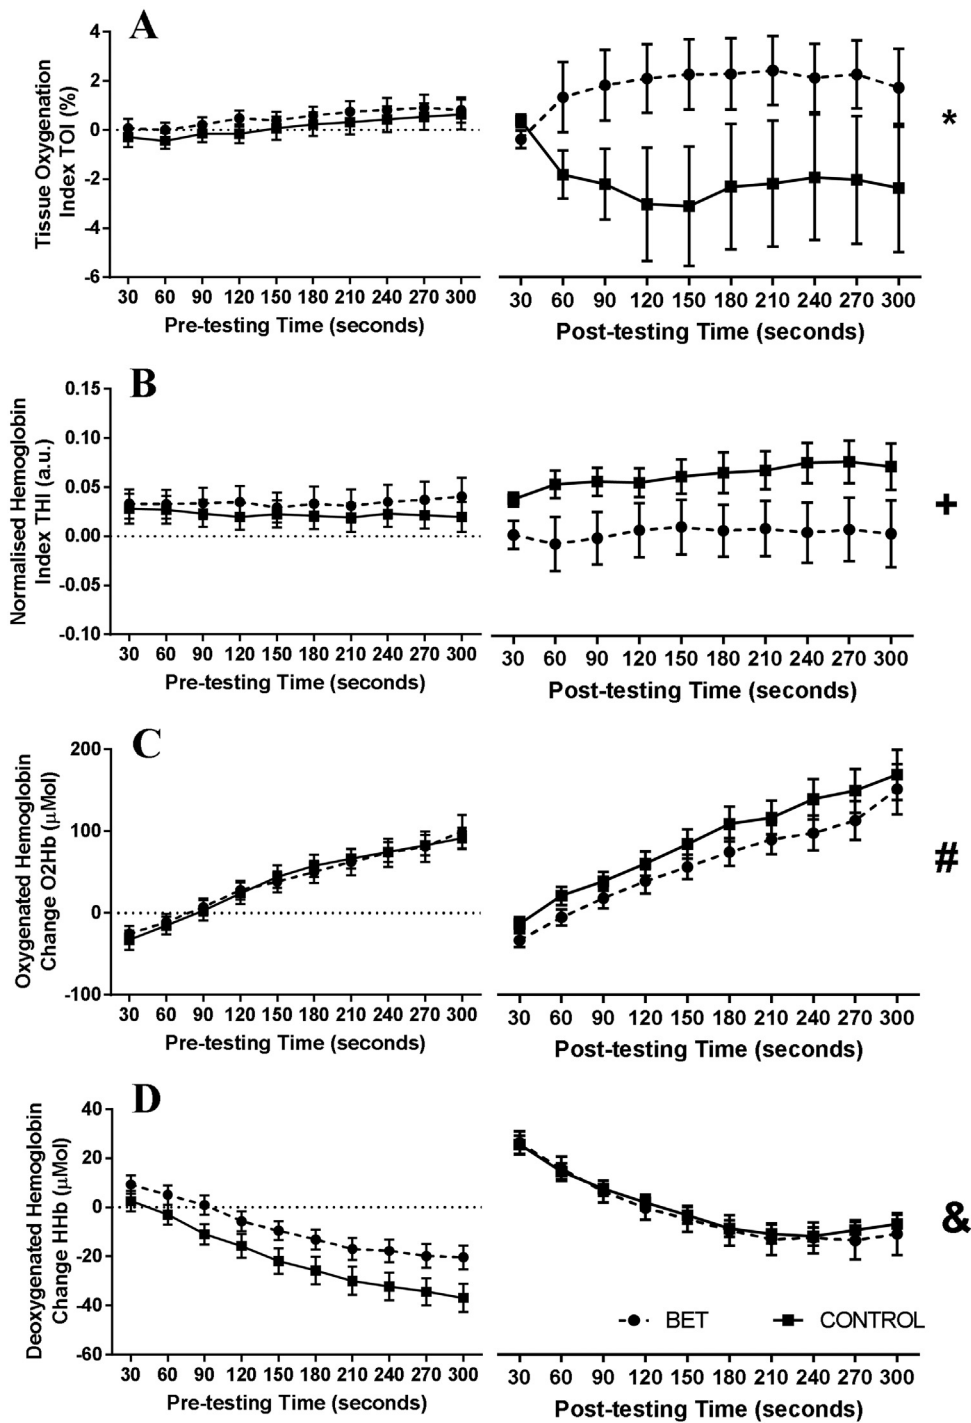 A
Tissue Oxygenation
Index TOI (%)
4
2
0
-2
-4
-6
30 60 90 120 150 180 210 240 270 300
Pre-testing Time (seconds)
30 60 90 120 150 180 210 240 270 300
Post-testing Time (seconds)
*
B
Normalised Hemoglobin
Index THI (a.u.)
0.15
0.10
0.05
0.00
-0.05
-0.10
30 60 90 120 150 180 210 240 270 300
Pre-testing Time (seconds)
30 60 90 120 150 180 210 240 270 300
Post-testing Time (seconds)
+
C
Oxygenated Hemoglobin
Change O2Hb (μMol)
200
100
0
-100
30 60 90 120 150 180 210 240 270 300
Pre-testing Time (seconds)
30 60 90 120 150 180 210 240 270 300
Post-testing Time (seconds)
#
D
Deoxygenated Hemoglobin
Change HHb (μMol)
40
20
0
-20
-40
-60
30 60 90 120 150 180 210 240 270 300
Pre-testing Time (seconds)
BET CONTROL
30 60 90 120 150 180 210 240 270 300
Post-testing Time (seconds)
&